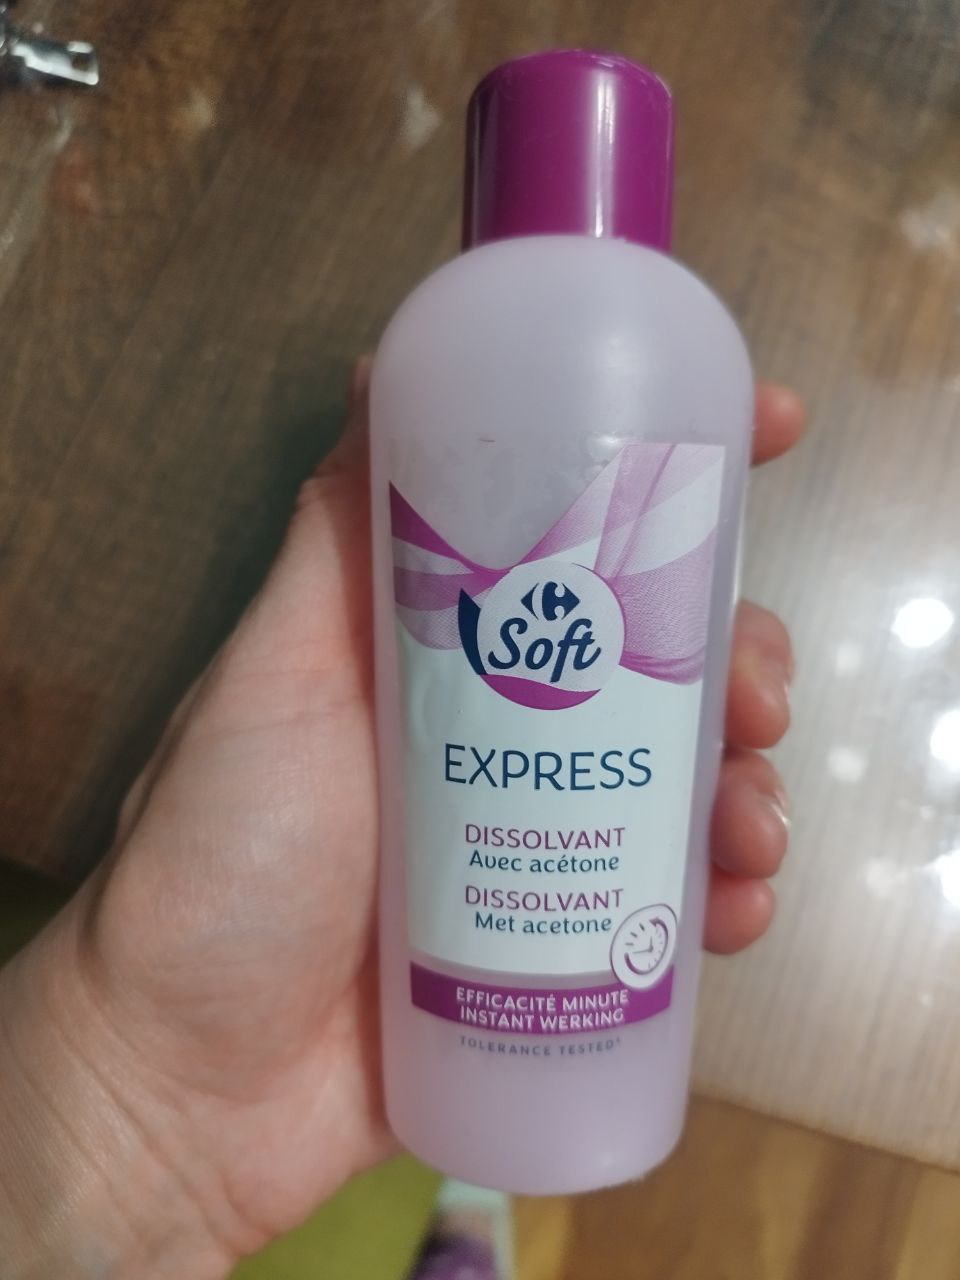 Soft
EXPRESS
DISSOLVANT
Avec acétone
DISSOLVANT
Met acetone
EFFICACITÉ MINUTE
INSTANT WERKING
TOLERANCE TESTED*